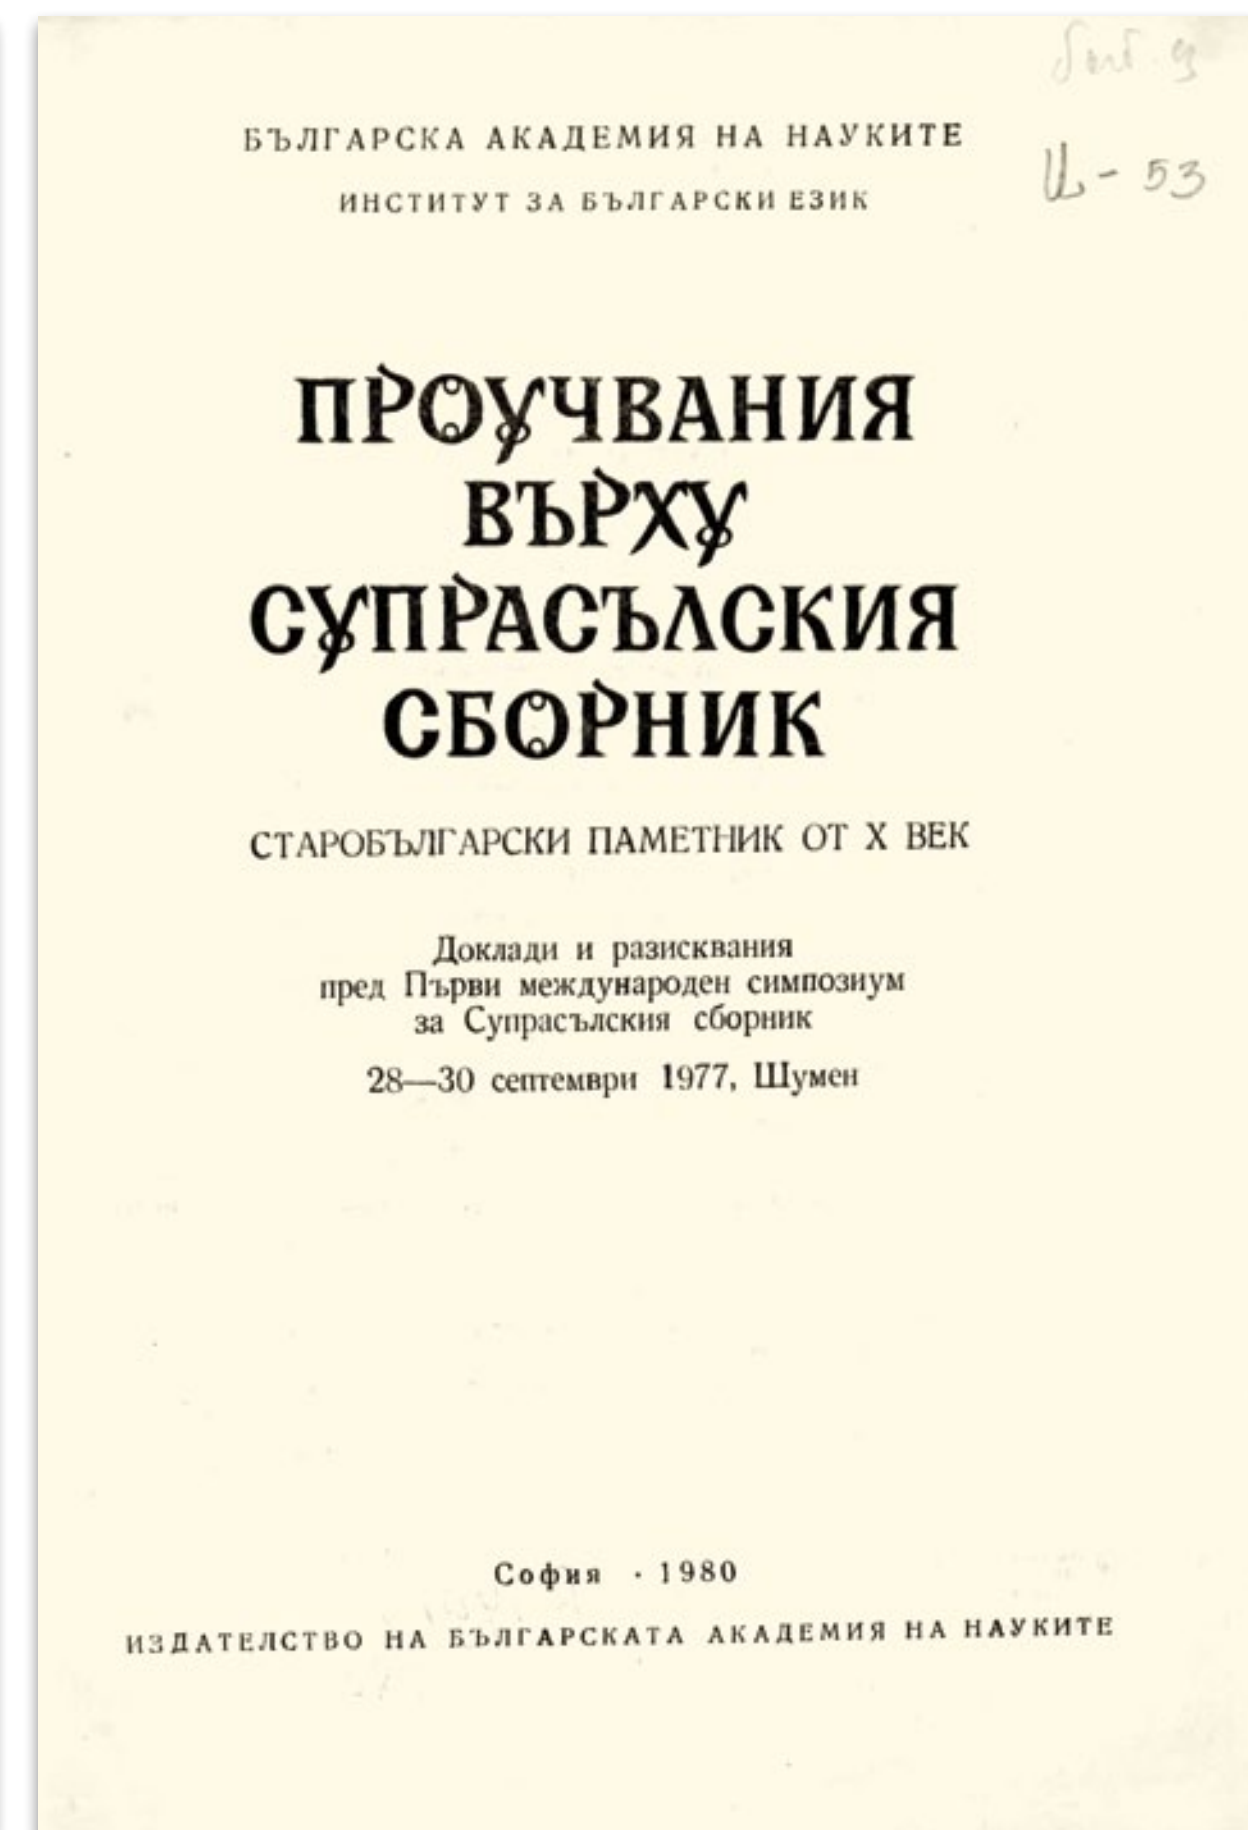 БЪЛГАРСКА АКАДЕМИЯ НА НАУКИТЕ
ИНСТИТУТ ЗА БЪЛГАРСКИ ЕЗИК
- 53
ПРОУЧВАНИЯ
ВЪРХУ
СУПРАСЪЛСКИЯ
СБОРНИК
СТАРОБЪЛГАРСКИ ПАМЕТНИК ОТ X ВЕК
Доклади и разисквания
пред Първи международен симпозиум
за Супрасълския сборник
28—30 септември 1977, Шумен
София · 1980
ИЗДАТЕЛСТВО НА БЪЛГАРСКАТА АКАДЕМИЯ НА НАУКИТЕ